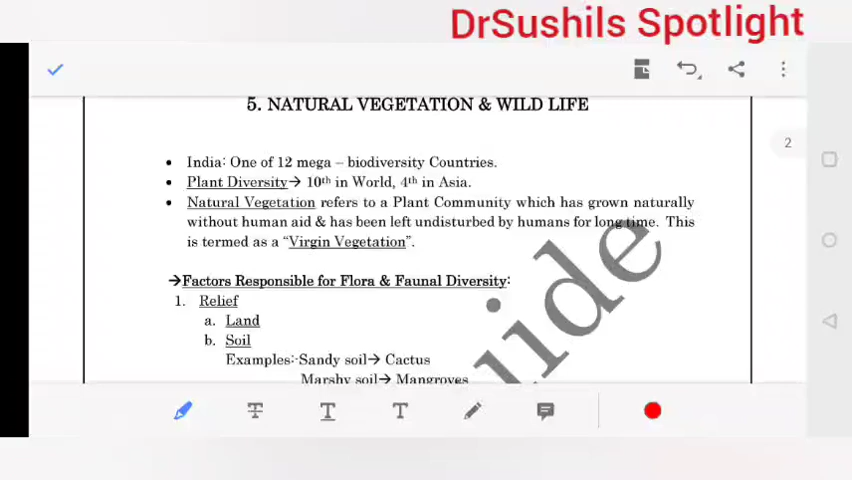 DrSushils Spotlight
2
5. NATURAL VEGETATION & WILD LIFE
• India: One of 12 mega – biodiversity Countries.
• Plant Diversity→ 10th in World, 4th in Asia.
• Natural Vegetation refers to a Plant Community which has grown naturally
without human aid & has been left undisturbed by humans for long time. This
is termed as a “Virgin Vegetation”.
→Factors Responsible for Flora & Faunal Diversity:
1. Relief
a. Land
b. Soil
Examples:-Sandy soil→ Cactus
Marshy soil→ Mangroves
T T T